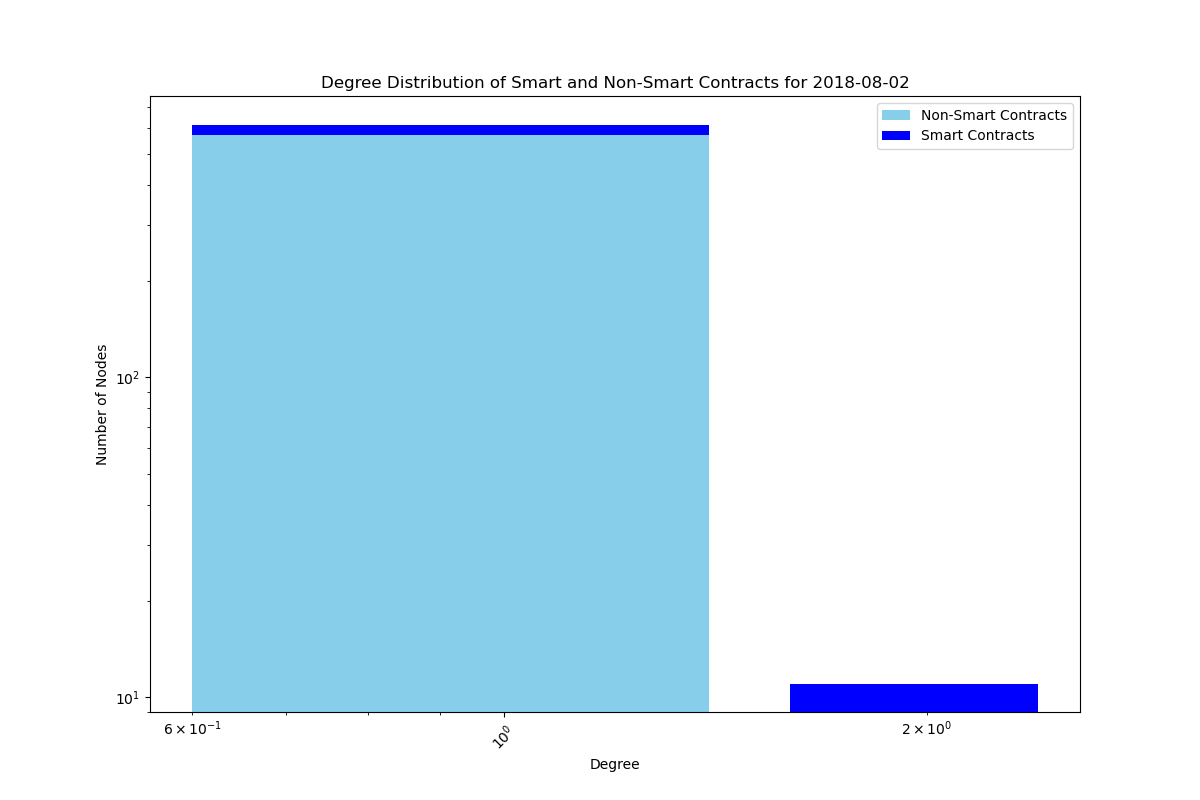 Degree Distribution of Smart and Non-Smart Contracts for 2018-08-02
Non-Smart Contracts
Smart Contracts
Number of Nodes
10²
10¹
6 × 10⁻¹
10⁰
2 × 10⁰
Degree